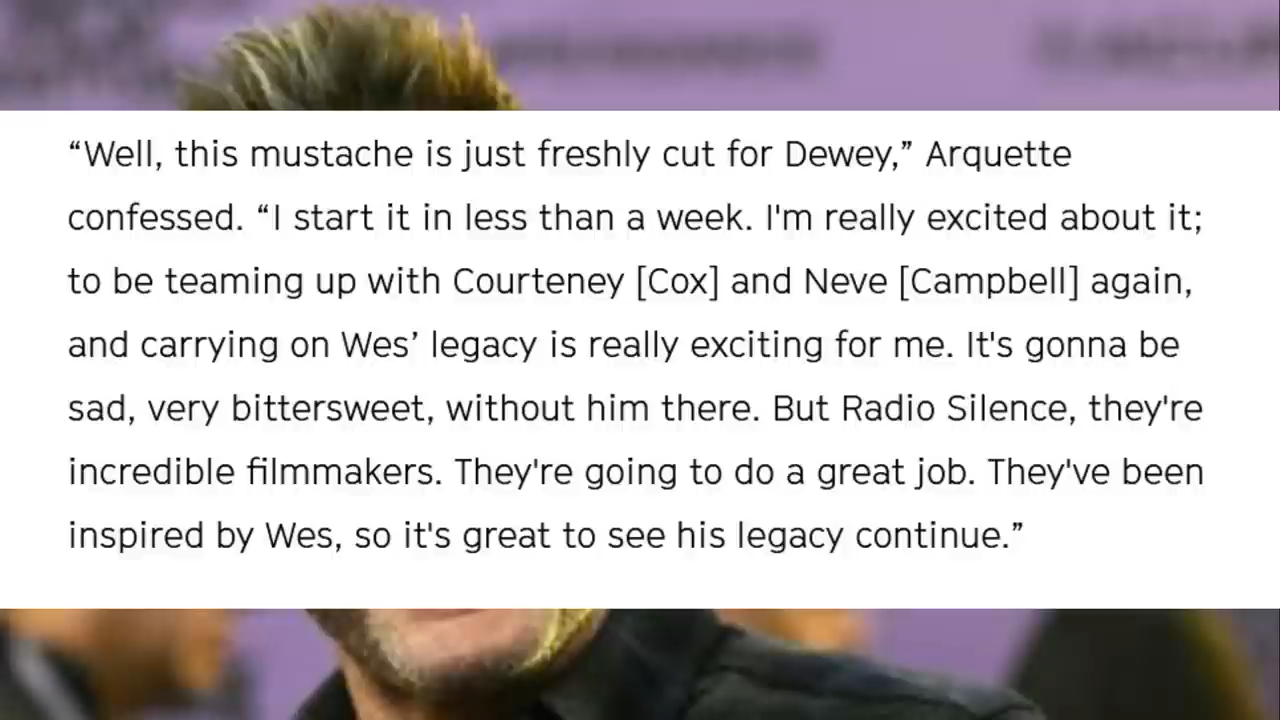 “Well, this mustache is just freshly cut for Dewey,” Arquette
confessed. “I start it in less than a week. I'm really excited about it;
to be teaming up with Courteney [Cox] and Neve [Campbell] again,
and carrying on Wes’ legacy is really exciting for me. It's gonna be
sad, very bittersweet, without him there. But Radio Silence, they're
incredible filmmakers. They're going to do a great job. They've been
inspired by Wes, so it's great to see his legacy continue.”